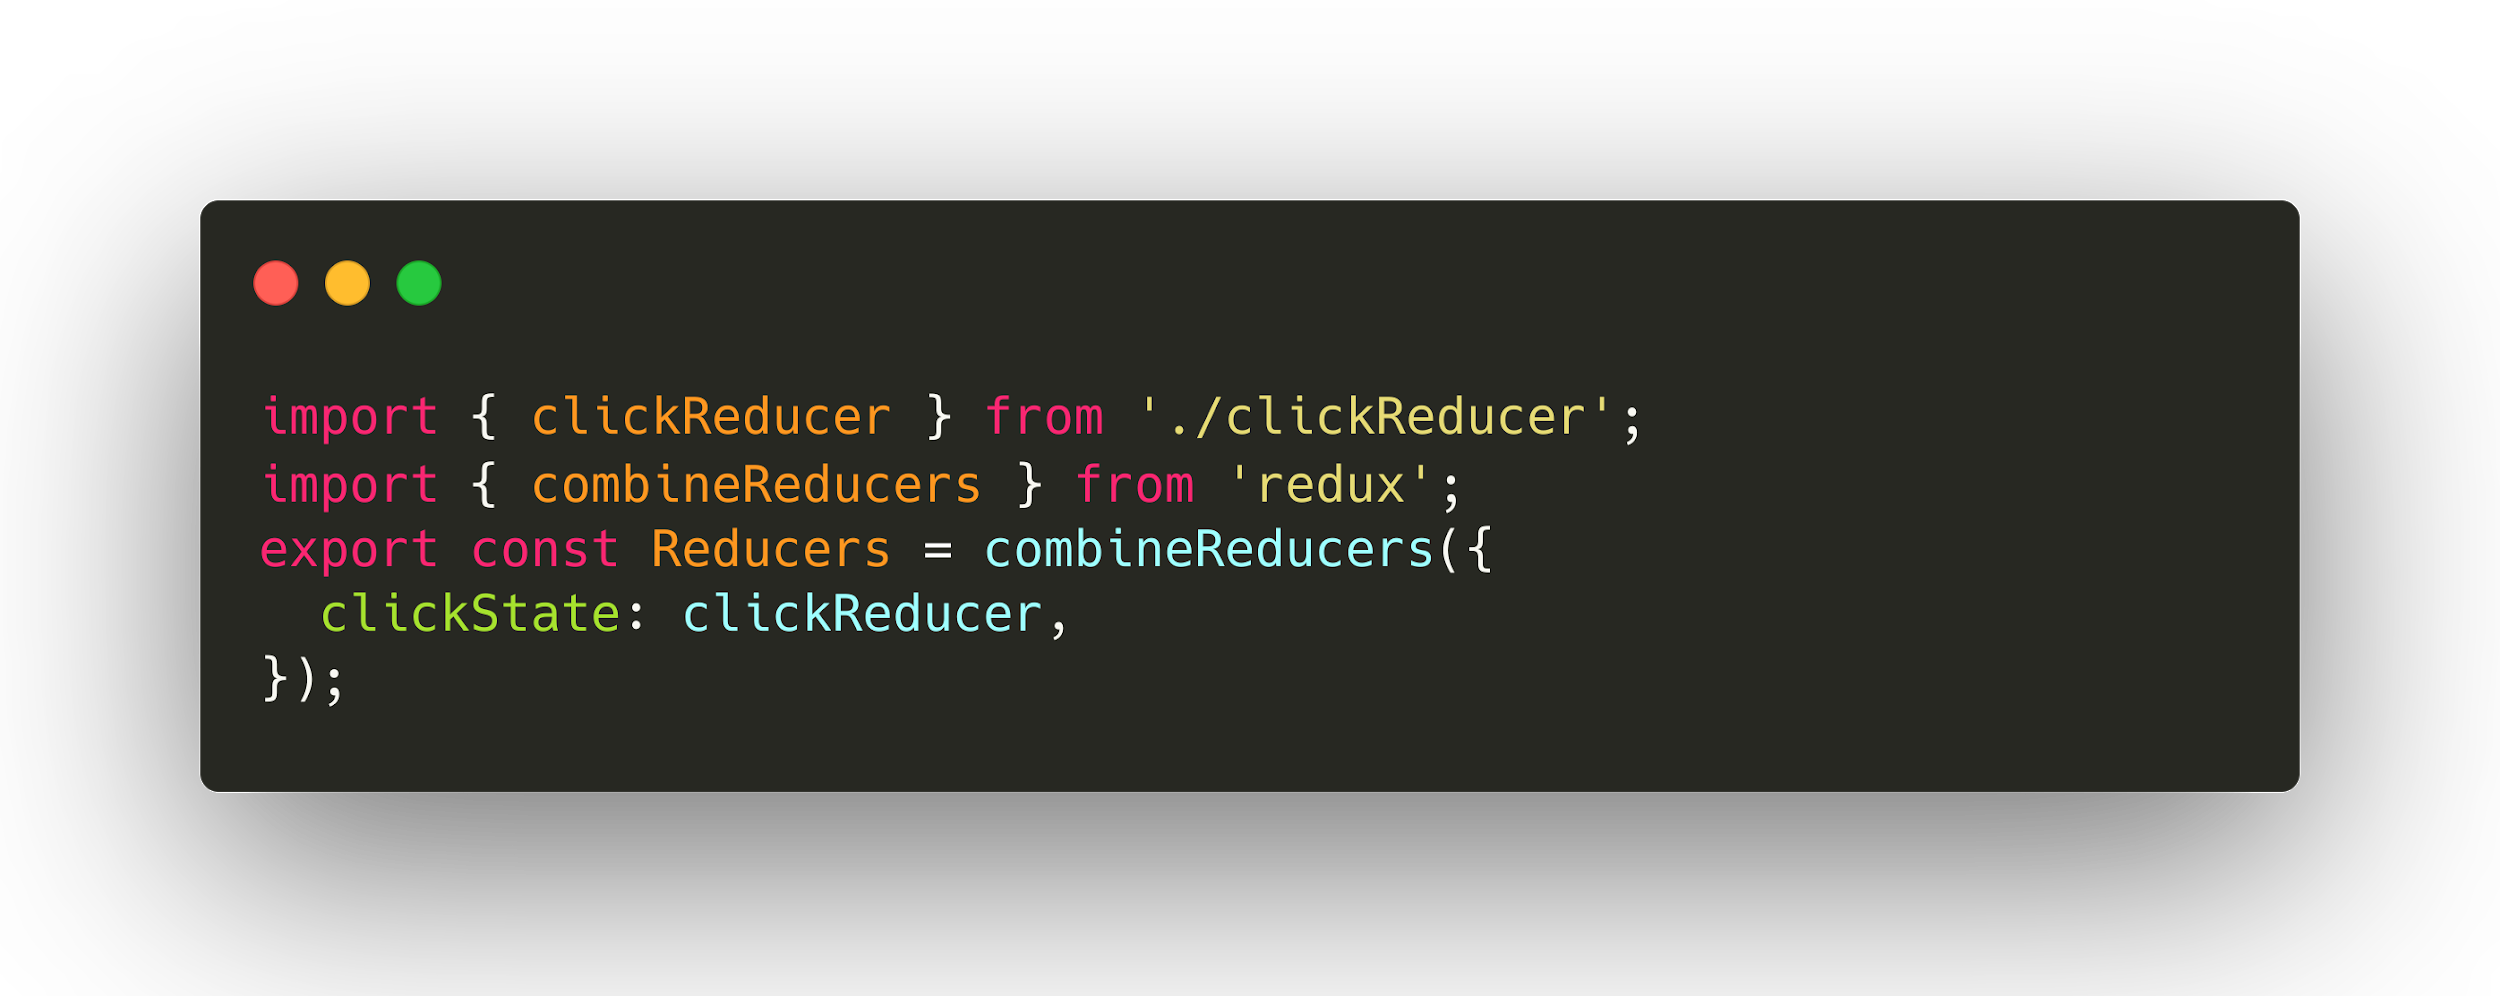 import { clickReducer } from './clickReducer';
import { combineReducers } from 'redux';
export const Reducers = combineReducers({
  clickState: clickReducer,
});